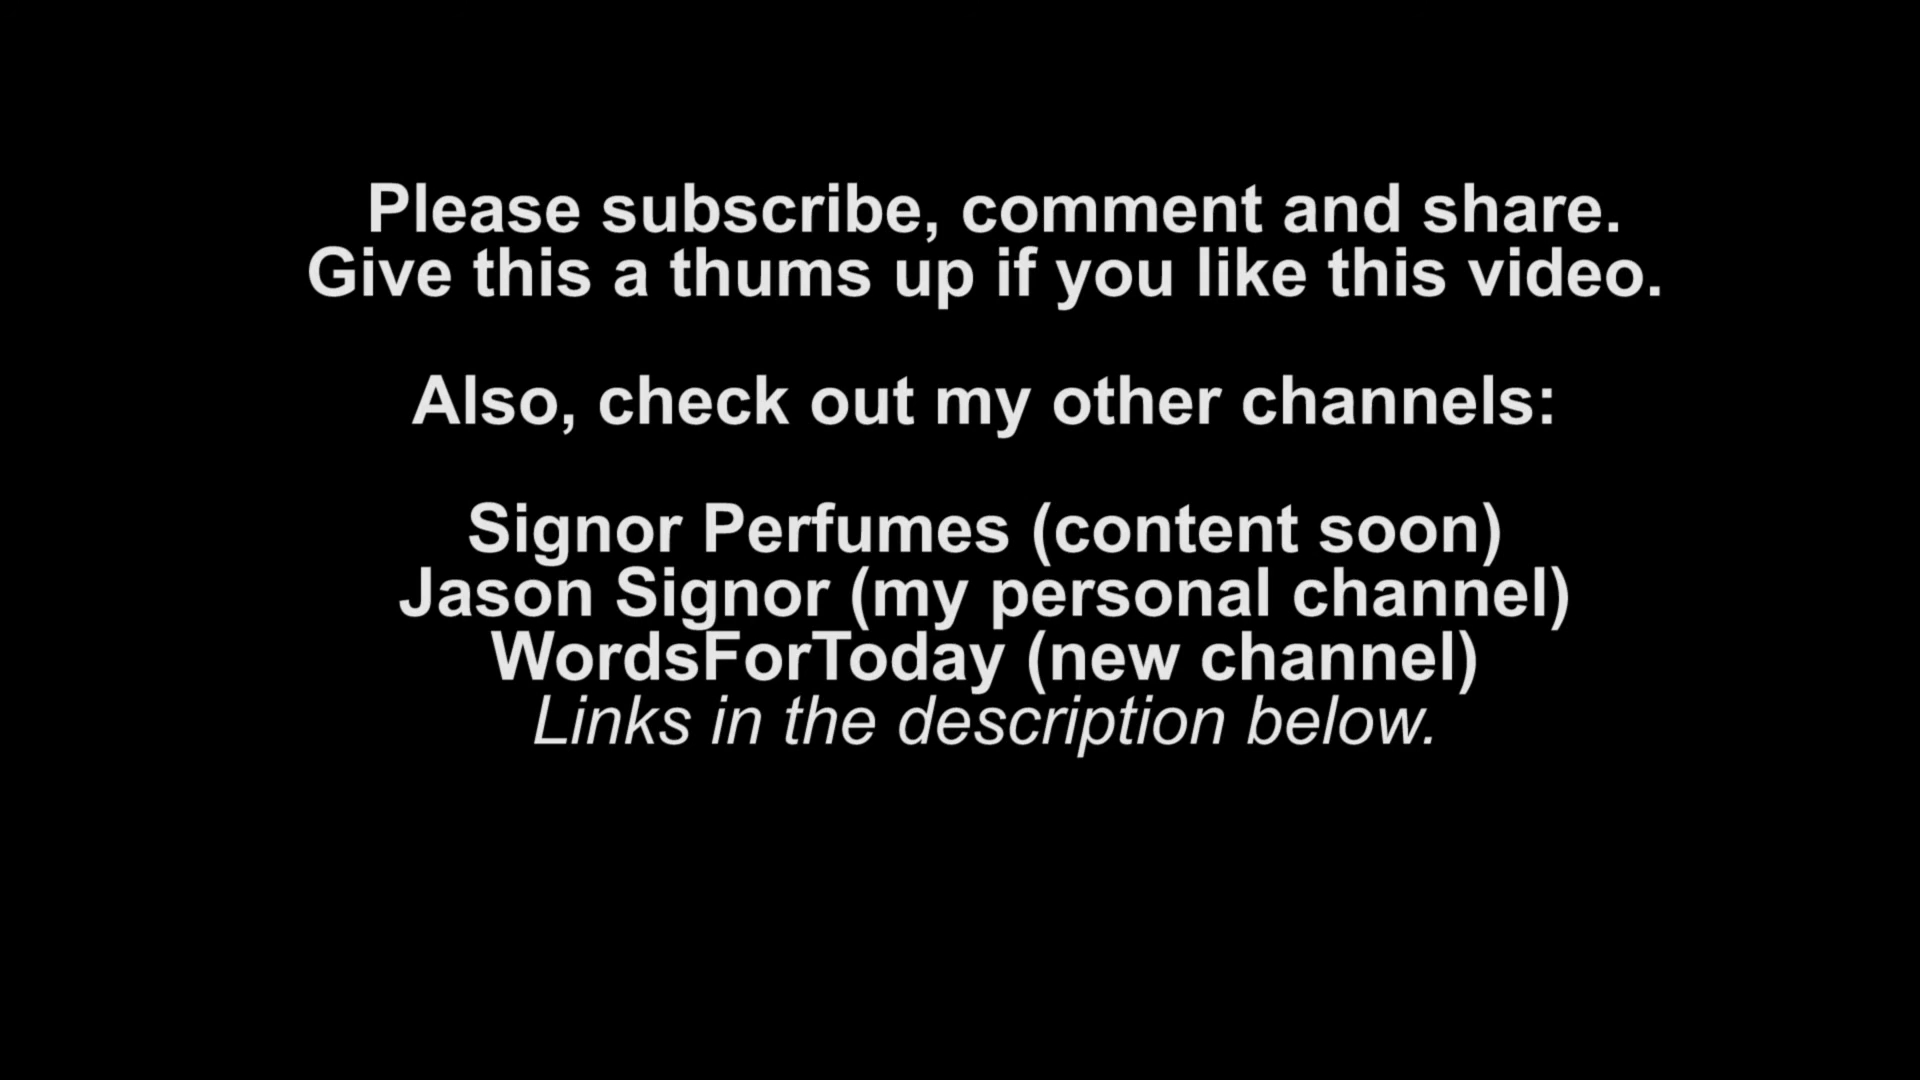 Please subscribe, comment and share.
Give this a thums up if you like this video.
Also, check out my other channels:
Signor Perfumes (content soon)
Jason Signor (my personal channel)
WordsForToday (new channel)
Links in the description below.